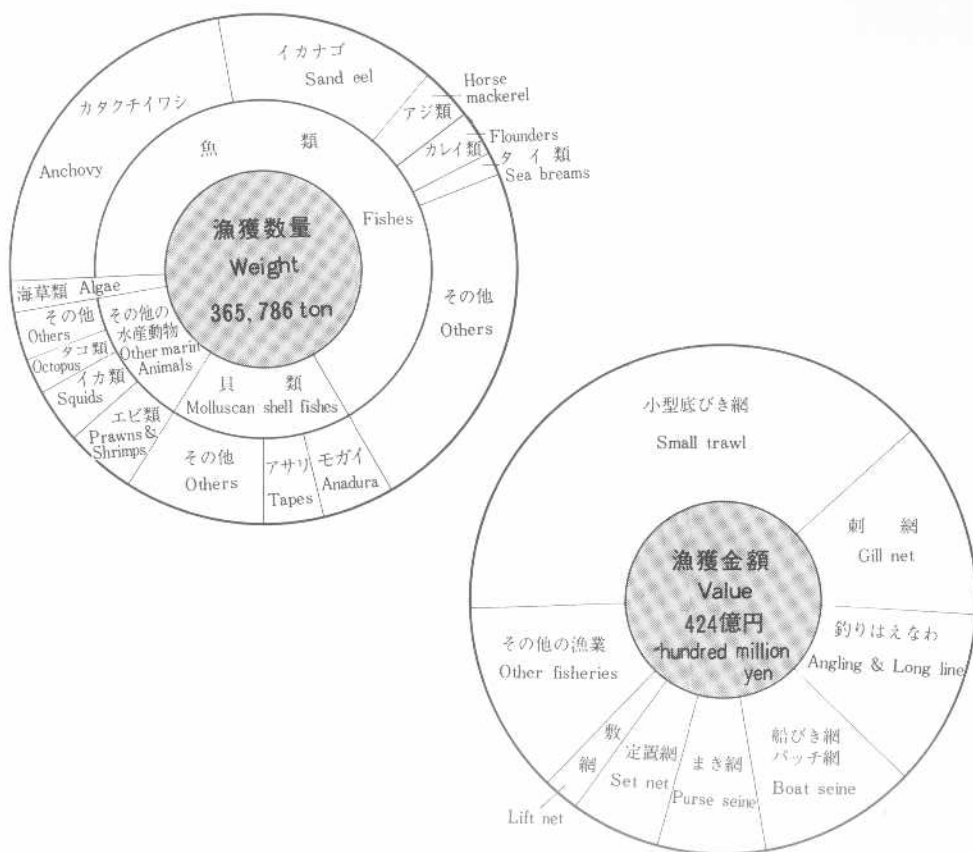 イカナゴ
Sand eel
カタクチイワシ
Anchovy
Horse
mackerel
アジ類
Flounders
カレイ類
タイ類
Sea breams
魚類
Fishes
漁獲数量
Weight
365,786 ton
その他
Others
海草類 Algae
その他
Others
タコ類
Octopus
イカ類
Squids
エビ類
Prawns &
Shrimps
その他の
水産動物
Other marin
Animals
貝類
Molluscan shell fishes
その他
Others
アサリ
Tapes
モガイ
Anadura
小型底びき網
Small trawl
刺網
Gill net
漁獲金額
Value
424億円
hundred million
yen
釣りはえなわ
Angling & Long line
その他の漁業
Other fisheries
船びき網
パッチ網
Boat seine
まき網
Purse seine
定置網
Set net
敷網
Lift net